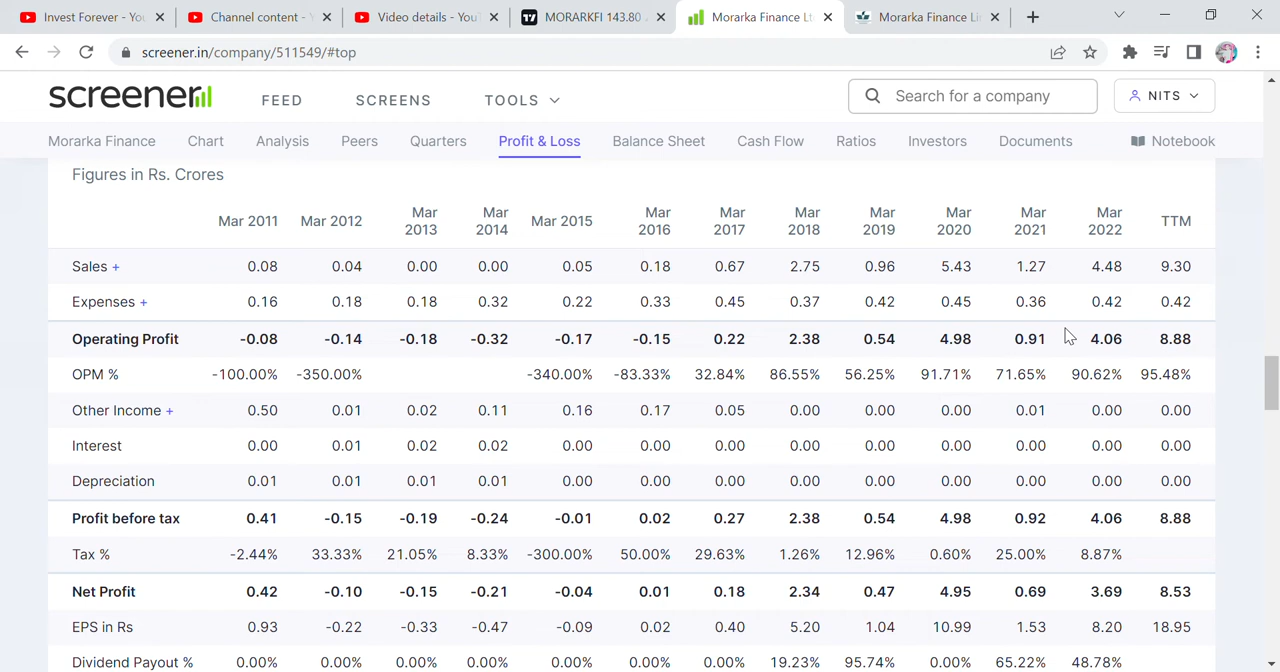 Invest Forever - Yo
Channel content - Y
Video details - YouT
MORARKFI 143.80
Morarka Finance Lt
Morarka Finance Li
screener.in/company/511549/#top
screener
FEED SCREENS TOOLS
Search for a company
NITS
Morarka Finance Chart Analysis Peers Quarters Profit & Loss Balance Sheet Cash Flow Ratios Investors Documents Notebook
Figures in Rs. Crores
Mar 2011 Mar 2012 Mar 2013 Mar 2014 Mar 2015 Mar 2016 Mar 2017 Mar 2018 Mar 2019 Mar 2020 Mar 2021 Mar 2022 TTM
Sales + 0.08 0.04 0.00 0.00 0.05 0.18 0.67 2.75 0.96 5.43 1.27 4.48 9.30
Expenses + 0.16 0.18 0.18 0.32 0.22 0.33 0.45 0.37 0.42 0.45 0.36 0.42 0.42
Operating Profit -0.08 -0.14 -0.18 -0.32 -0.17 -0.15 0.22 2.38 0.54 4.98 0.91 4.06 8.88
OPM % -100.00% -350.00% -340.00% -83.33% 32.84% 86.55% 56.25% 91.71% 71.65% 90.62% 95.48%
Other Income + 0.50 0.01 0.02 0.11 0.16 0.17 0.05 0.00 0.00 0.00 0.01 0.00 0.00
Interest 0.00 0.01 0.02 0.02 0.00 0.00 0.00 0.00 0.00 0.00 0.00 0.00 0.00
Depreciation 0.01 0.01 0.01 0.01 0.00 0.00 0.00 0.00 0.00 0.00 0.00 0.00 0.00
Profit before tax 0.41 -0.15 -0.19 -0.24 -0.01 0.02 0.27 2.38 0.54 4.98 0.92 4.06 8.88
Tax % -2.44% 33.33% 21.05% 8.33% -300.00% 50.00% 29.63% 1.26% 12.96% 0.60% 25.00% 8.87%
Net Profit 0.42 -0.10 -0.15 -0.21 -0.04 0.01 0.18 2.34 0.47 4.95 0.69 3.69 8.53
EPS in Rs 0.93 -0.22 -0.33 -0.47 -0.09 0.02 0.40 5.20 1.04 10.99 1.53 8.20 18.95
Dividend Payout % 0.00% 0.00% 0.00% 0.00% 0.00% 0.00% 0.00% 19.23% 95.74% 0.00% 65.22% 48.78%